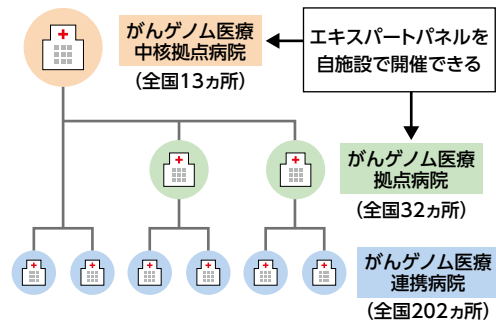 がんゲノム医療
中核拠点病院
(全国13ヵ所)
エキスパートパネルを
自施設で開催できる
がんゲノム医療
拠点病院
(全国32ヵ所)
がんゲノム医療
連携病院
(全国202ヵ所)